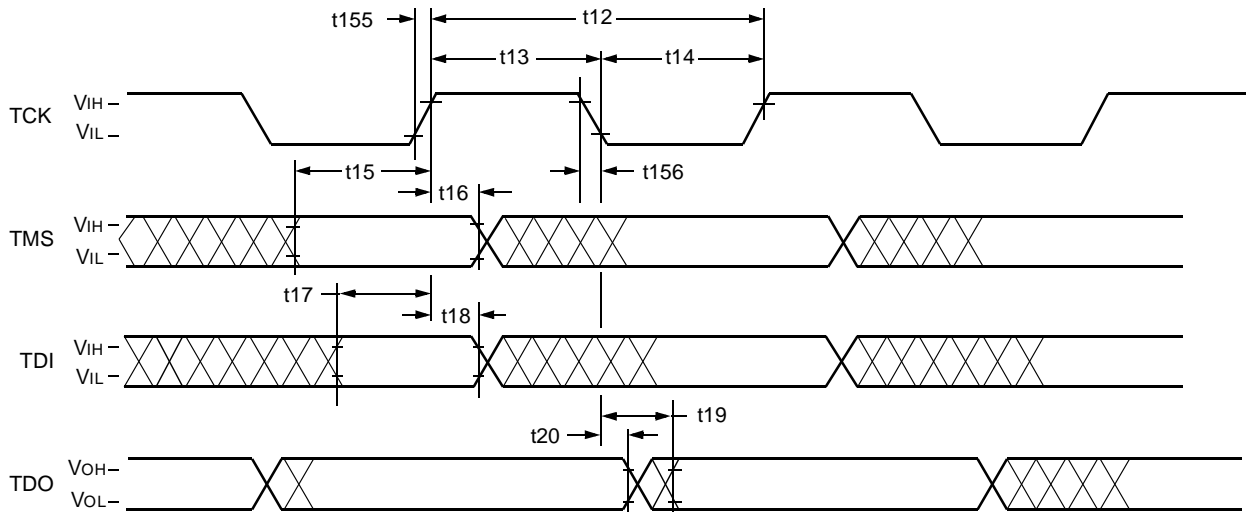 t155
t12
t13
t14
TCK
VIH
VIL
t15
t156
t16
TMS
VIH
VIL
t17
t18
TDI
VIH
VIL
t19
t20
TDO
VOH
VOL